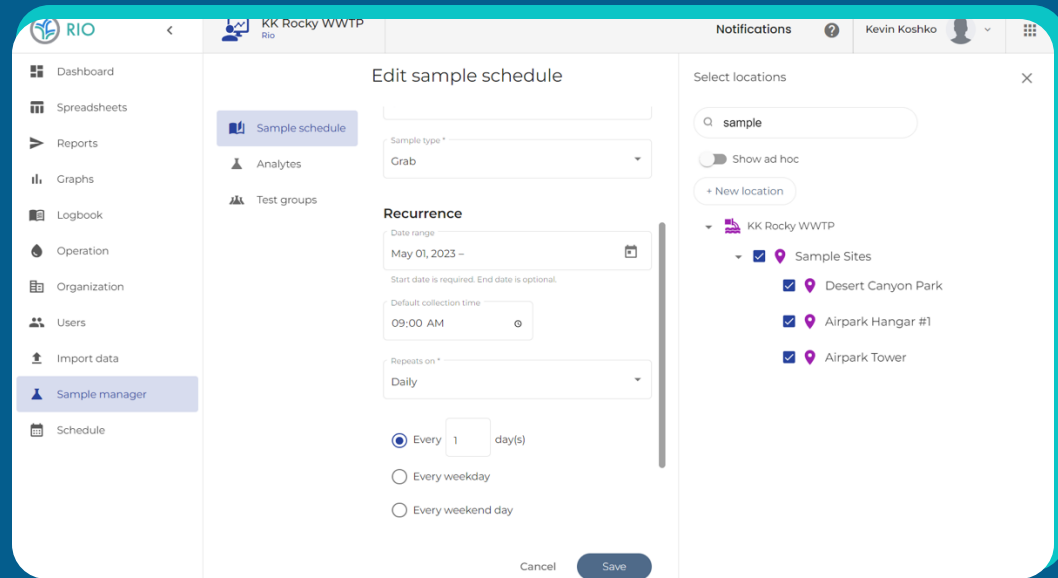 RIO
KK Rocky WWTP
Rio
Notifications
?
Kevin Koshko
Dashboard
Spreadsheets
Reports
Graphs
Logbook
Operation
Organization
Users
Import data
Sample manager
Schedule
Edit sample schedule
Sample schedule
Analytes
Test groups
Sample type *
Grab
Recurrence
Date range
May 01, 2023 –
Start date is required. End date is optional.
Default collection time
09:00 AM
Repeats on *
Daily
Every 1 day(s)
Every weekday
Every weekend day
Cancel
Save
Select locations
sample
Show ad hoc
+ New location
KK Rocky WWTP
Sample Sites
Desert Canyon Park
Airpark Hangar #1
Airpark Tower